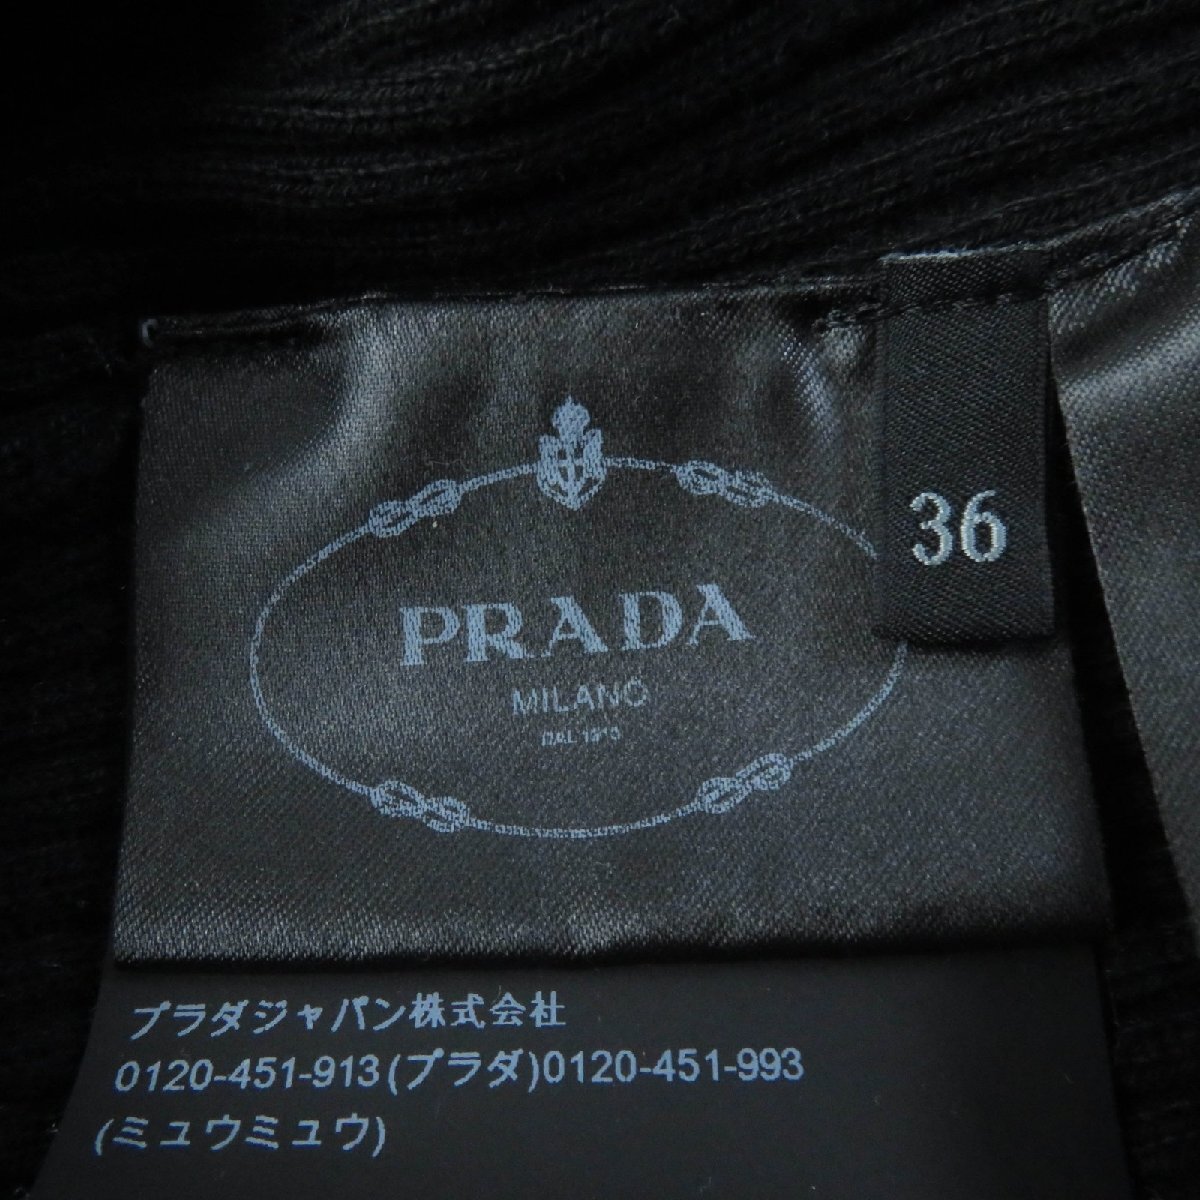 36
PRADA
MILANO
DAL 1913
プラダジャパン株式会社
0120-451-913(プラダ)0120-451-993
(ミュウミュウ)